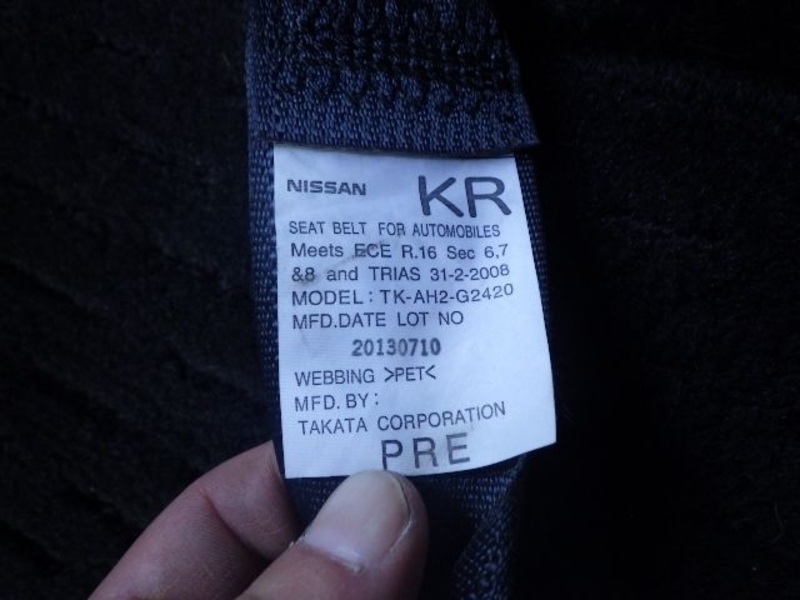 NISSAN KR
SEAT BELT FOR AUTOMOBILES
Meets ECE R.16 Sec 6,7
&8 and TRIAS 31-2-2008
MODEL : TK-AH2-G2420
MFD.DATE LOT NO
20130710
WEBBING >PET<
MFD. BY :
TAKATA CORPORATION
PRE